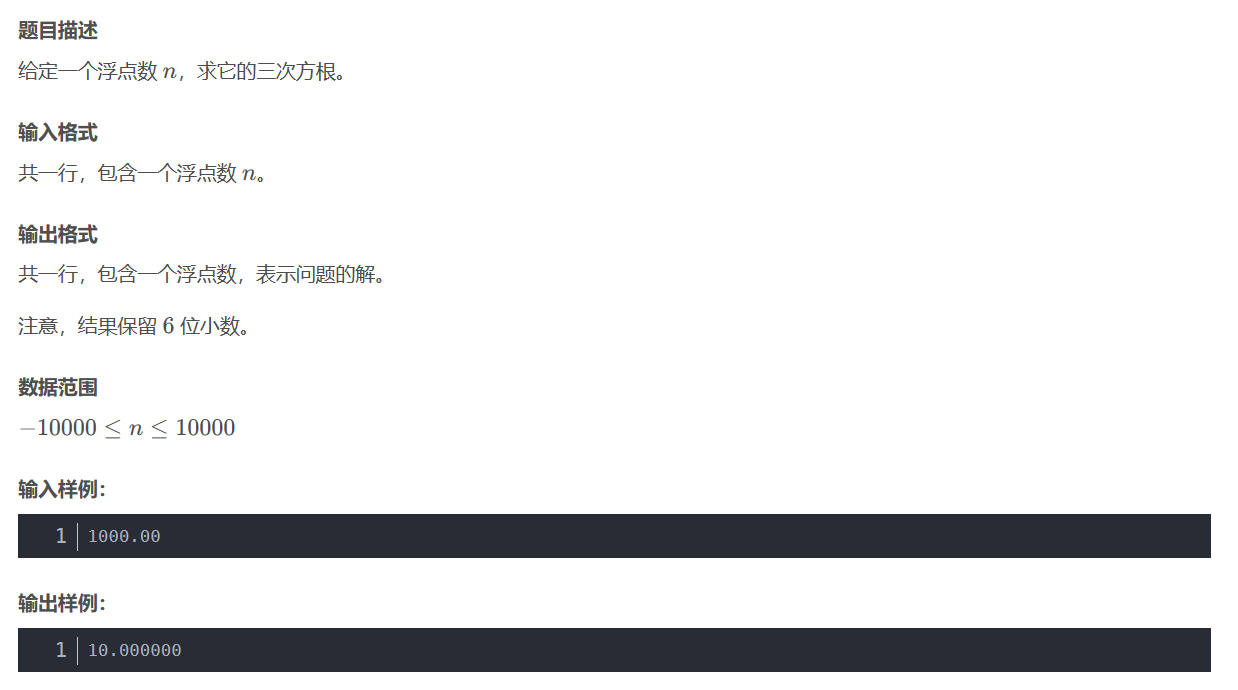 题目描述
给定一个浮点数 n，求它的三次方根。
输入格式
共一行，包含一个浮点数 n。
输出格式
共一行，包含一个浮点数，表示问题的解。
注意，结果保留 6 位小数。
数据范围
−10000 ≤ n ≤ 10000
输入样例：
1 1000.00
输出样例：
1 10.000000